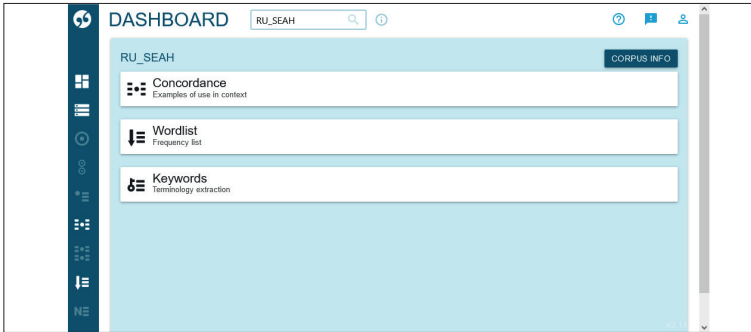 DASHBOARD RU_SEAH
RU_SEAH CORPUS INFO
Concordance
Examples of use in context
Wordlist
Frequency list
Keywords
Terminology extraction
N